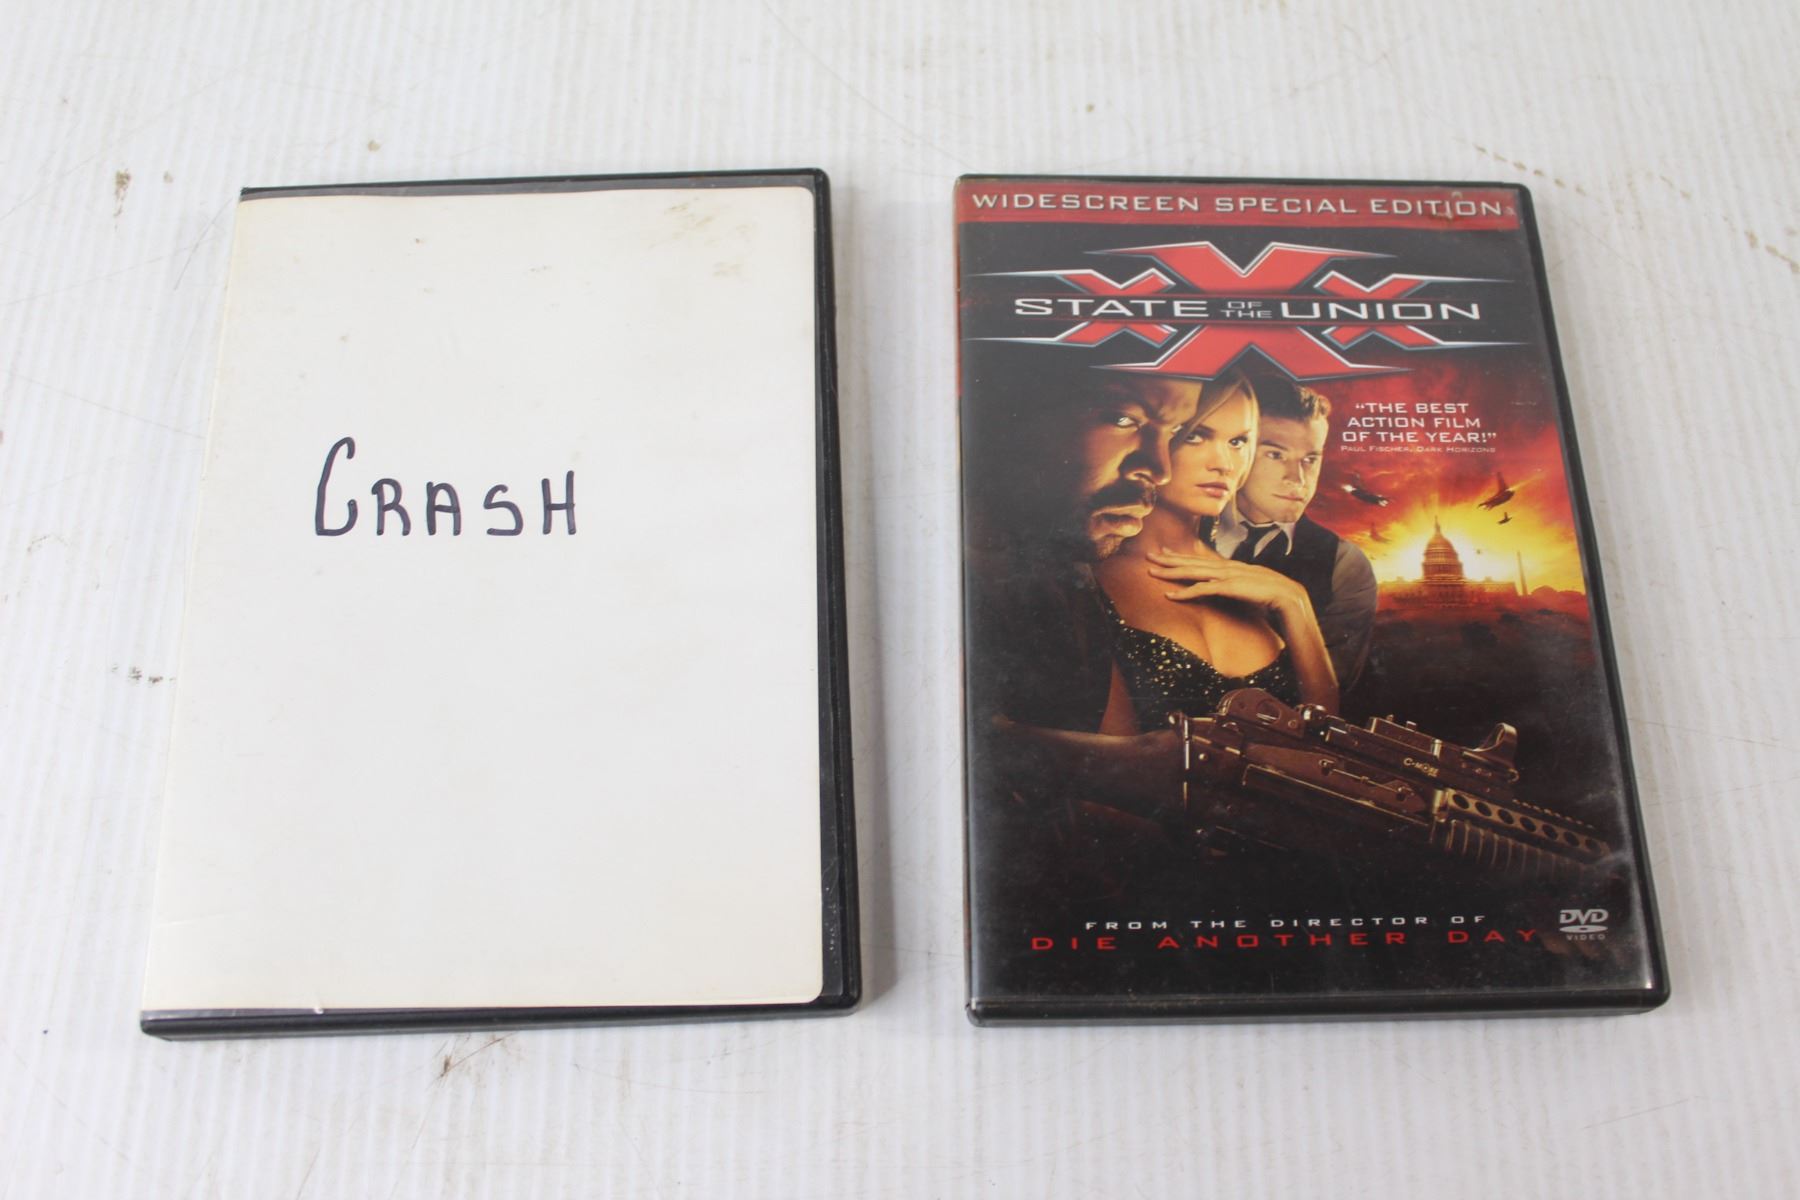 CRASH
WIDESCREEN SPECIAL EDITION
XXX
STATE OF THE UNION
"THE BEST
ACTION FILM
OF THE YEAR!"
PAUL FISCHER, DARK HORIZONS
C-MORE
FROM THE DIRECTOR OF
DIE ANOTHER DAY
DVD
VIDEO